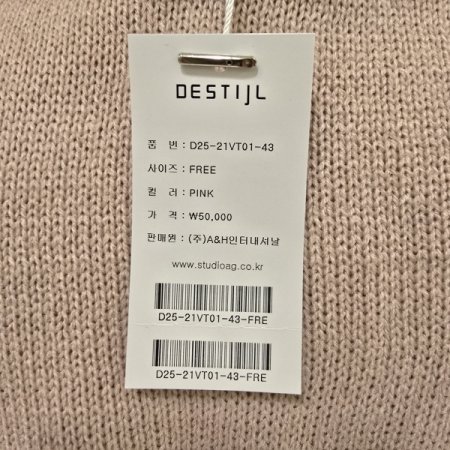 DESTIJL
품 번 : D25-21VT01-43
사이즈 : FREE
컬 러 : PINK
가 격 : ₩50,000
판매원 : (주)A&H인터내셔날
www.studioag.co.kr
D25-21VT01-43-FRE
D25-21VT01-43-FRE